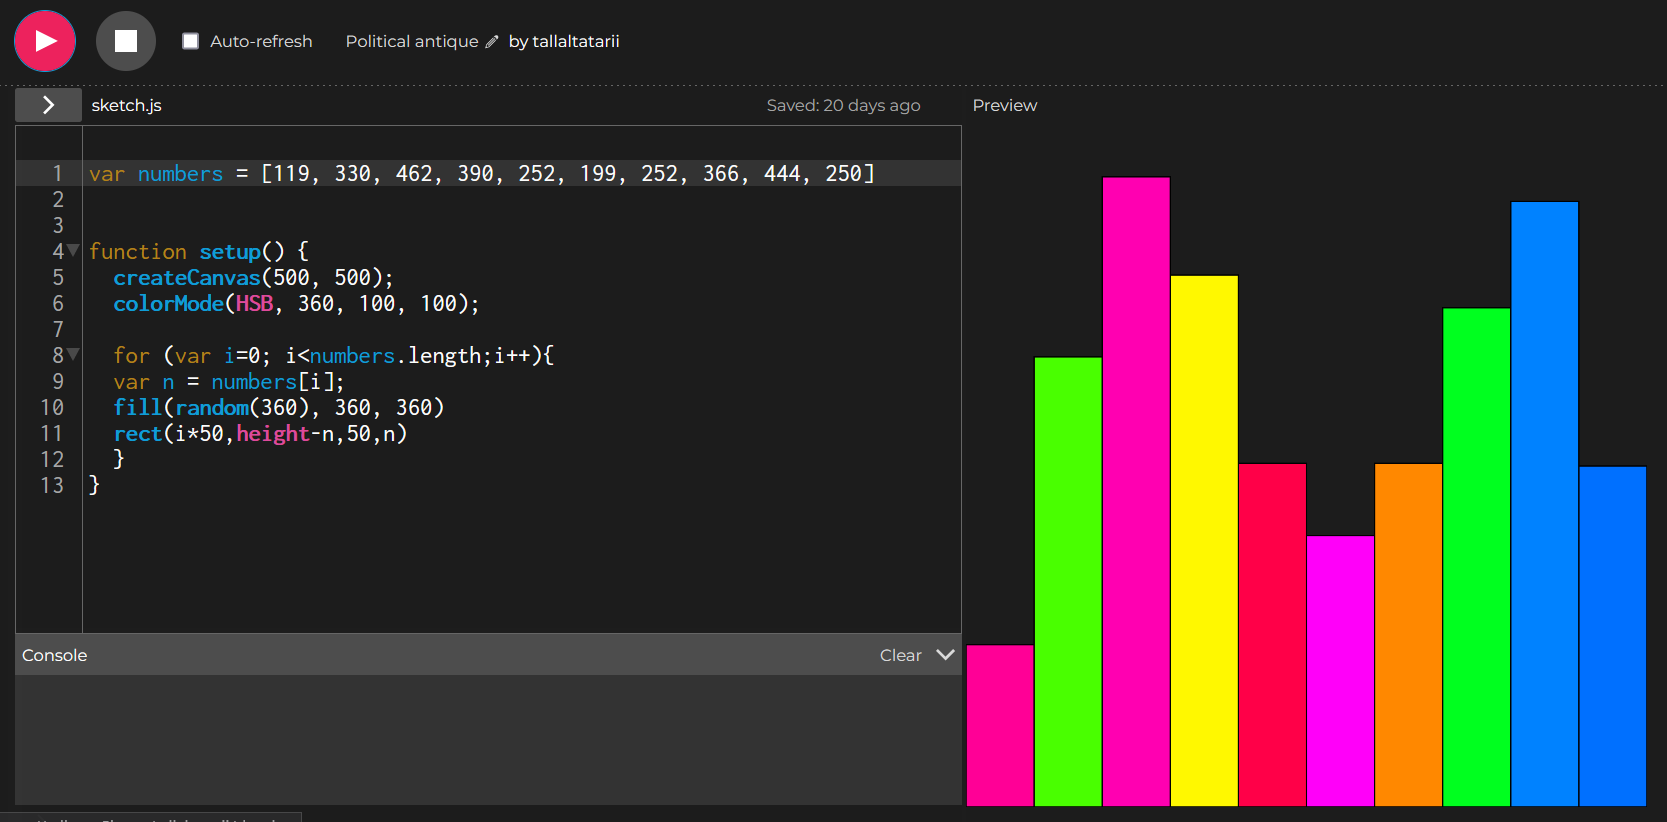 Auto-refresh Political antique by tallaltatarii
sketch.js Saved: 20 days ago Preview
1 var numbers = [119, 330, 462, 390, 252, 199, 252, 366, 444, 250]
2
3
4 function setup() {
5 createCanvas(500, 500);
6 colorMode(HSB, 360, 100, 100);
7
8 for (var i=0; i<numbers.length;i++){
9 var n = numbers[i];
10 fill(random(360), 360, 360)
11 rect(i*50,height-n,50,n)
12 }
13 }
Console Clear